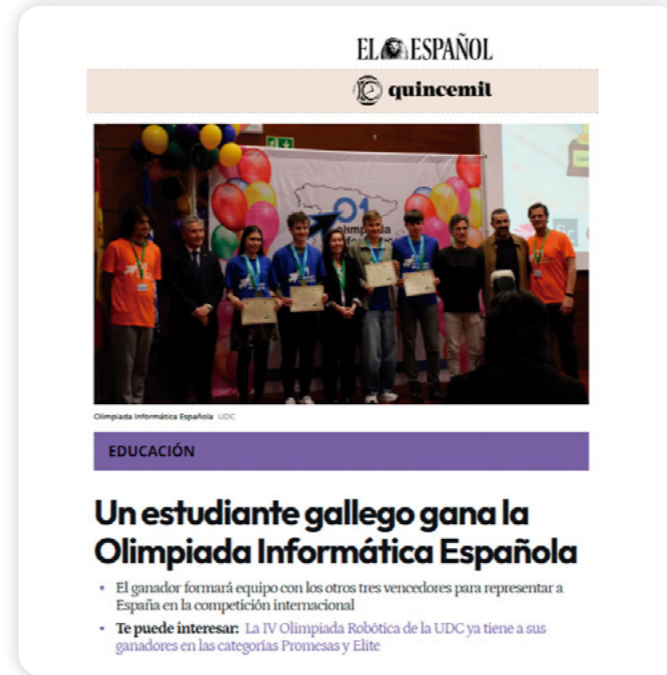 EL ESPAÑOL
quincemil
Olimpiada Informática Española UDC
EDUCACIÓN
Un estudiante gallego gana la
Olimpiada Informática Española
• El ganador formará equipo con los otros tres vencedores para representar a
España en la competición internacional
• Te puede interesar: La IV Olimpiada Robótica de la UDC ya tiene a sus
ganadores en las categorías Promesas y Elite